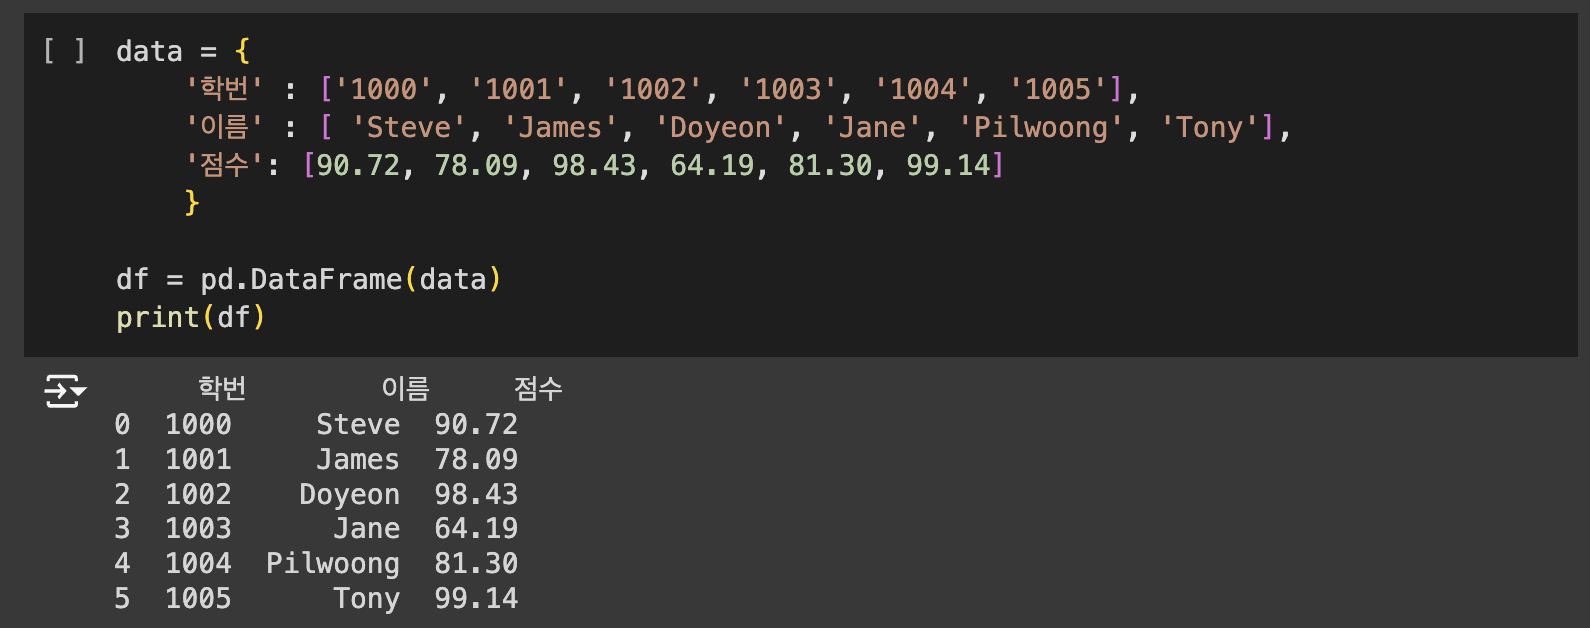 [ ] data = {
'학번' : ['1000', '1001', '1002', '1003', '1004', '1005'],
'이름' : [ 'Steve', 'James', 'Doyeon', 'Jane', 'Pilwoong', 'Tony'],
'점수': [90.72, 78.09, 98.43, 64.19, 81.30, 99.14]
}
df = pd.DataFrame(data)
print(df)
학번 이름 점수
0 1000 Steve 90.72
1 1001 James 78.09
2 1002 Doyeon 98.43
3 1003 Jane 64.19
4 1004 Pilwoong 81.30
5 1005 Tony 99.14